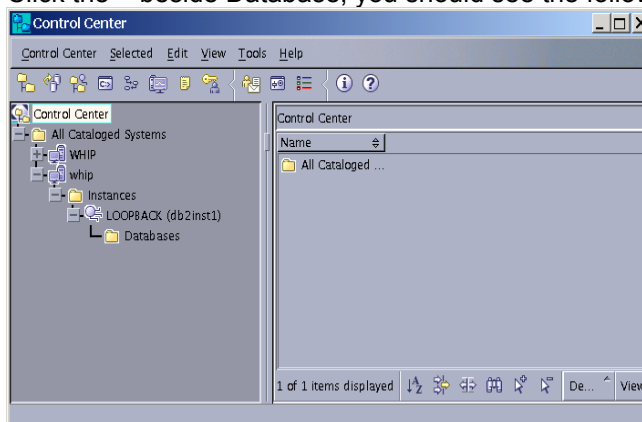 Click the beside Database, you should see the follow
Control Center
Control Center Selected Edit View Tools Help
Control Center
All Cataloged Systems
WHIP
whip
Instances
LOOPBACK (db2inst1)
Databases
Control Center
Name
All Cataloged ...
1 of 1 items displayed De... View